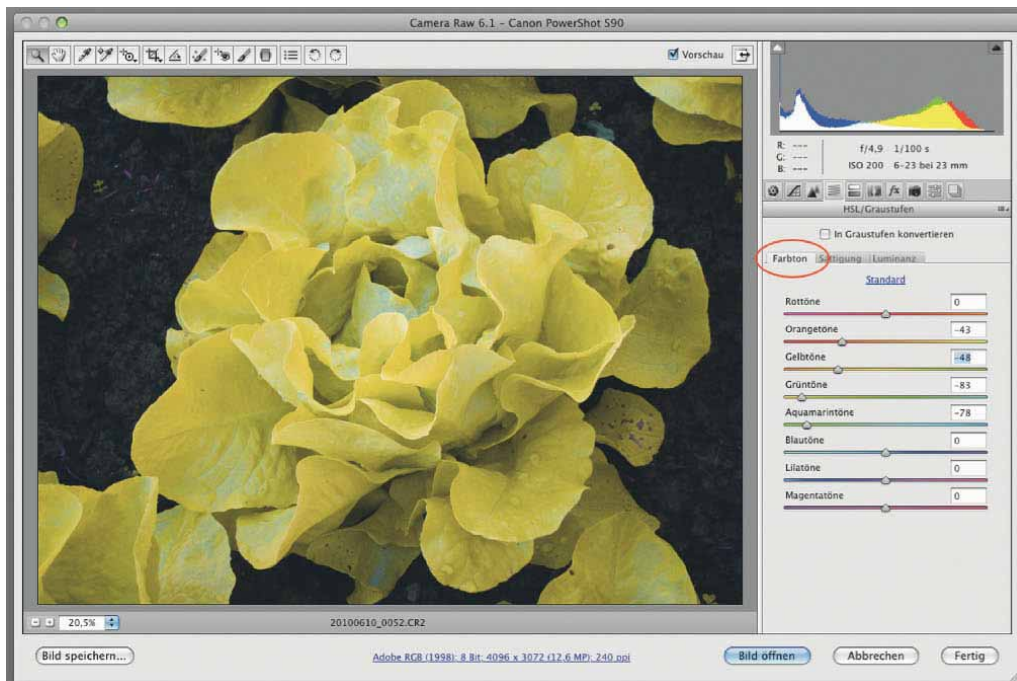 Camera Raw 6.1 – Canon PowerShot S90
Vorschau
R: ---
G: ---
B: ---
f/4,9 1/100 s
ISO 200 6–23 bei 23 mm
fx
HSL/Graustufen
In Graustufen konvertieren
Farbton Sättigung Luminanz
Standard
Rottöne 0
Orangetöne –43
Gelbtöne –48
Grüntöne –83
Aquamarintöne –78
Blautöne 0
Lilatöne 0
Magentatöne 0
20,5% 20100610_0052.CR2
Bild speichern... Adobe RGB (1998); 8 Bit; 4096 x 3072 (12,6 MP); 240 ppi Bild öffnen Abbrechen Fertig